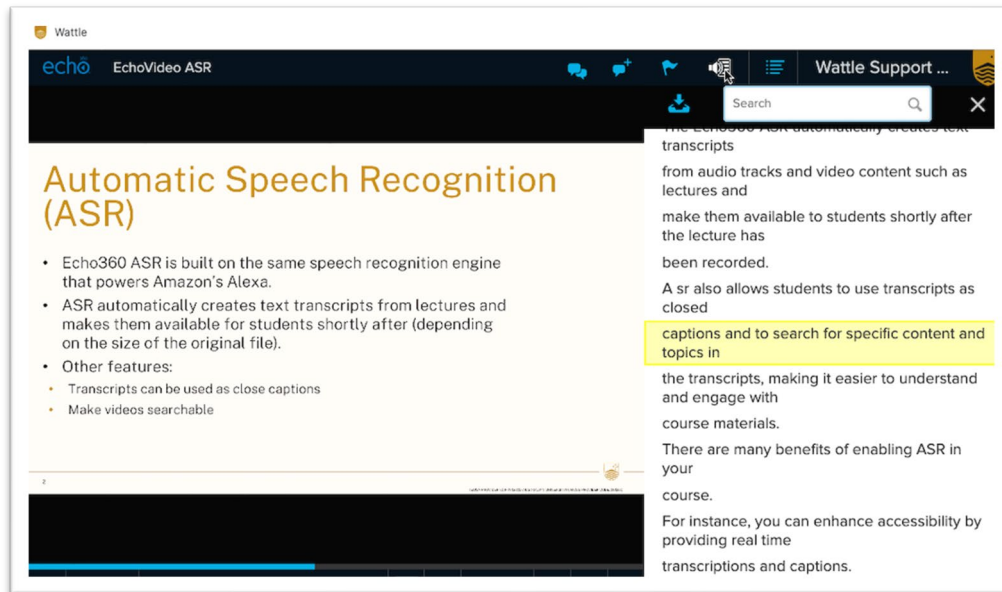 Wattle
echo
EchoVideo ASR
Wattle Support ...
Search
Automatic Speech Recognition
(ASR)
• Echo360 ASR is built on the same speech recognition engine
that powers Amazon's Alexa.
• ASR automatically creates text transcripts from lectures and
makes them available for students shortly after (depending
on the size of the original file).
• Other features:
• Transcripts can be used as close captions
• Make videos searchable
2
The Echo360 ASR automatically creates text
transcripts
from audio tracks and video content such as
lectures and
make them available to students shortly after
the lecture has
been recorded.
A sr also allows students to use transcripts as
closed
captions and to search for specific content and
topics in
the transcripts, making it easier to understand
and engage with
course materials.
There are many benefits of enabling ASR in
your
course.
For instance, you can enhance accessibility by
providing real time
transcriptions and captions.